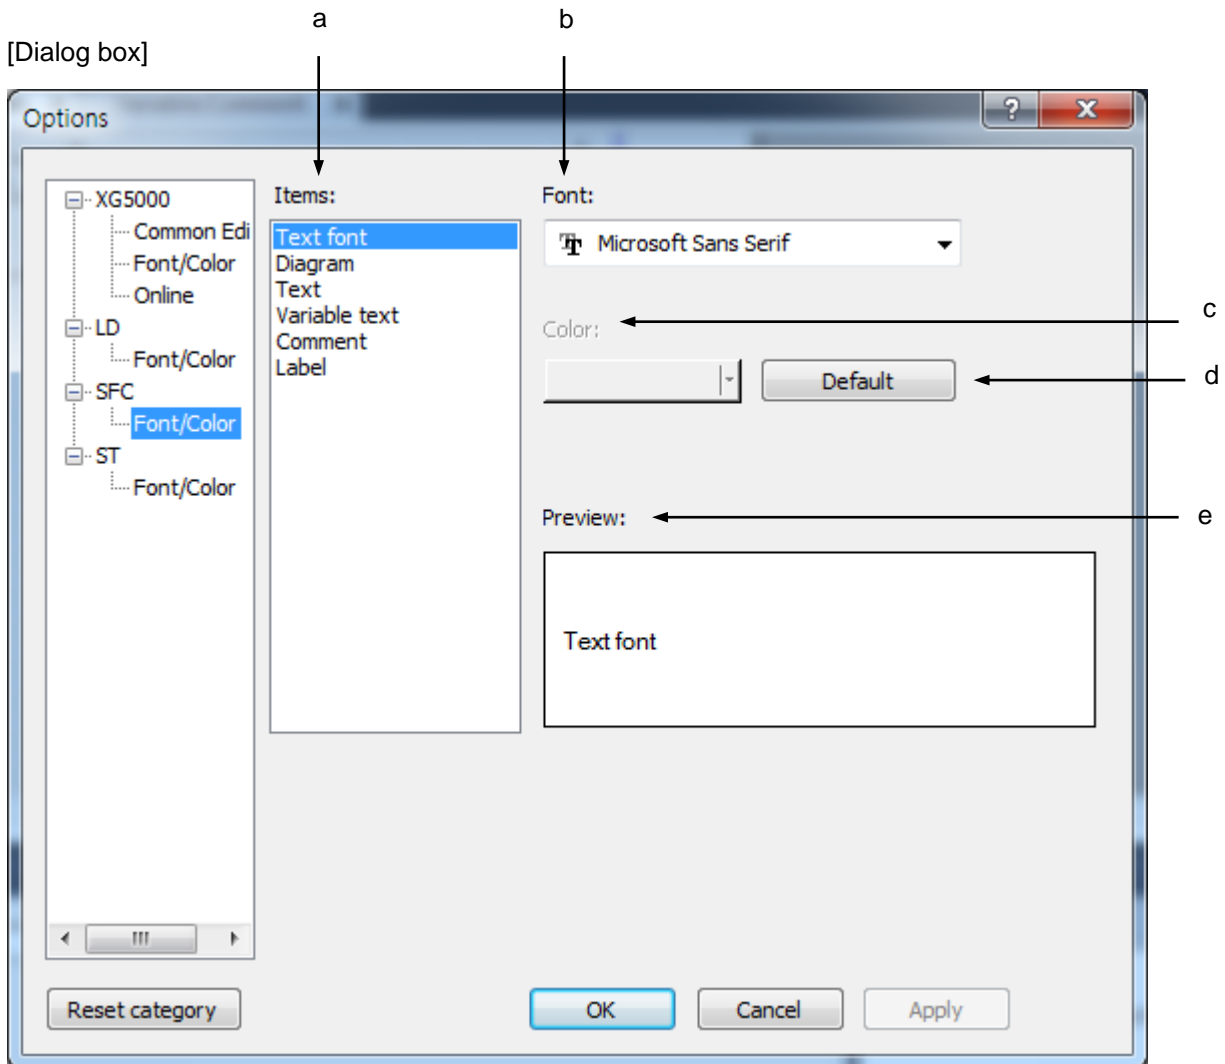 a
b
[Dialog box]
Options
?
XG5000
Common Edi
Font/Color
Online
LD
Font/Color
SFC
Font/Color
ST
Font/Color
Items:
Text font
Diagram
Text
Variable text
Comment
Label
Font:
Microsoft Sans Serif
Color:
c
Default
d
Preview:
e
Text font
Reset category
OK
Cancel
Apply